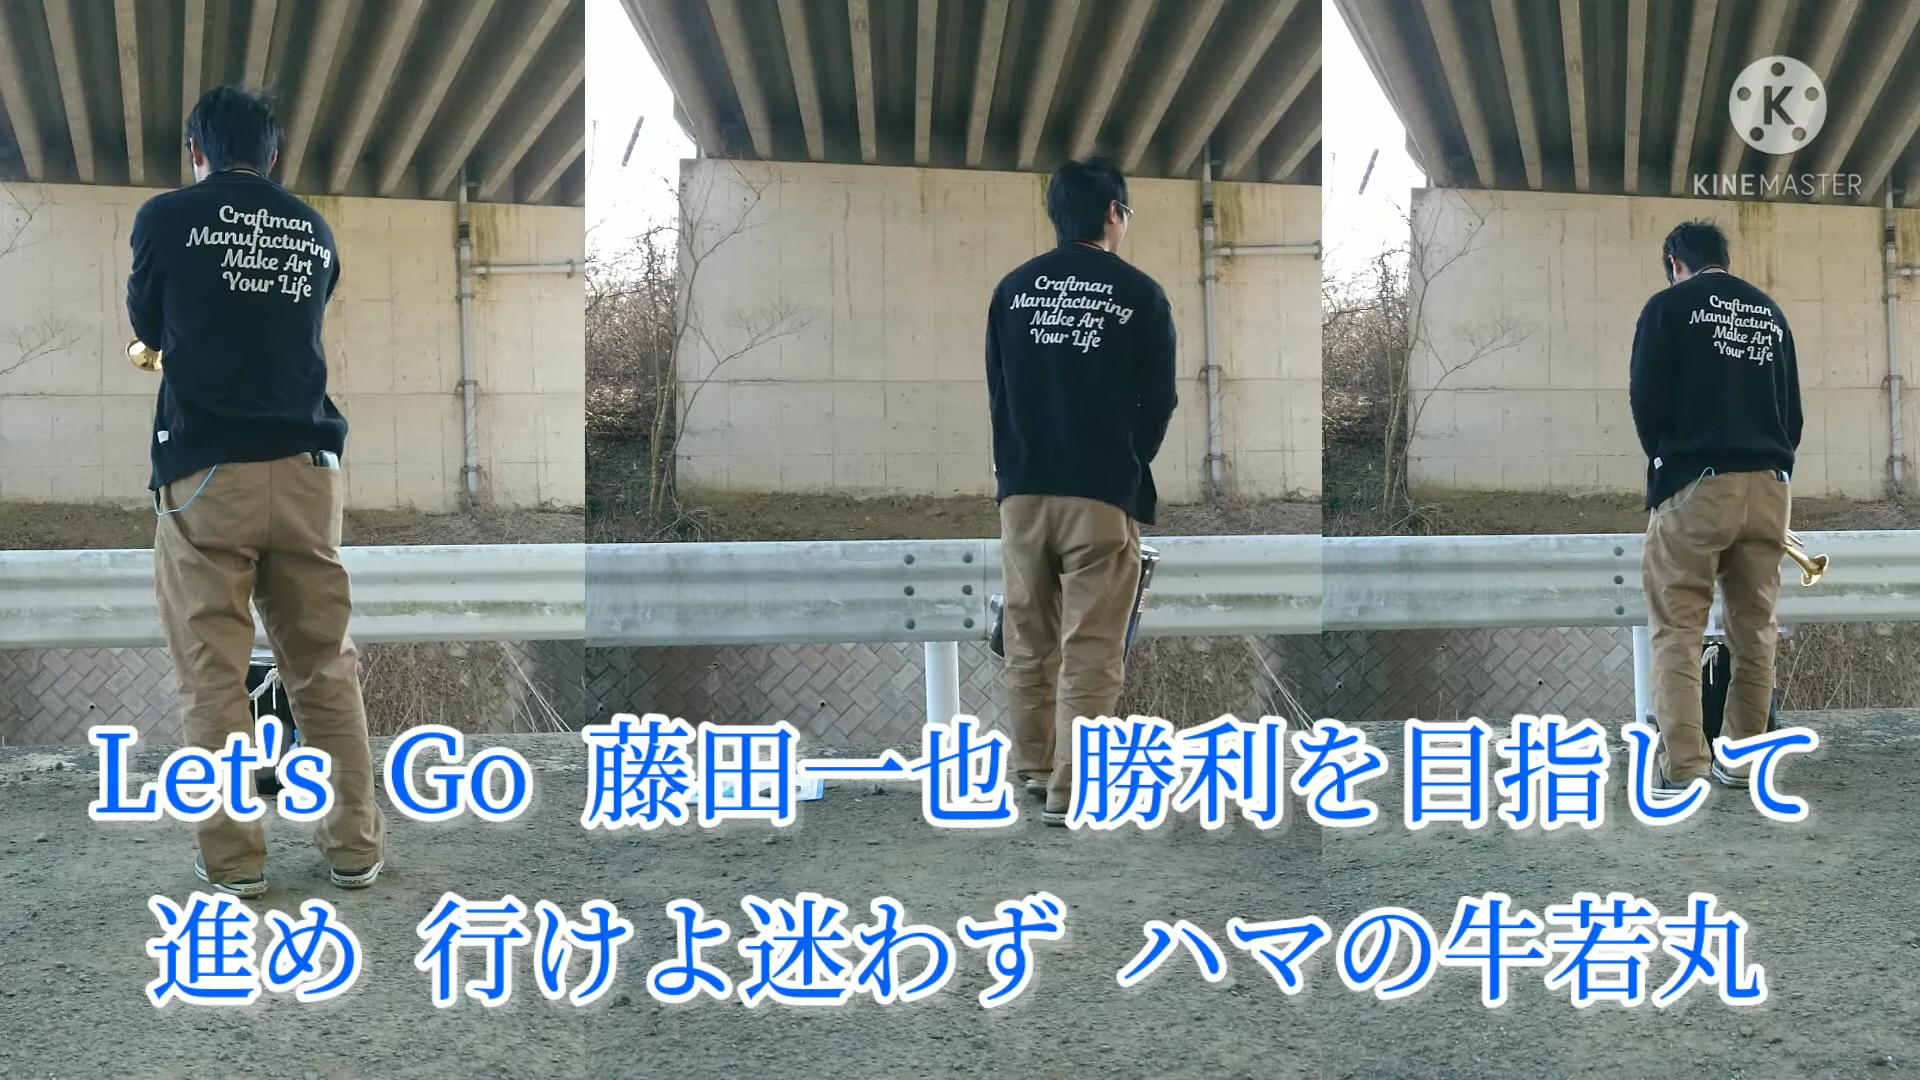 Craftman
Manufacturing
Make Art
Your Life
Craftman
Manufacturing
Make Art
Your Life
Craftman
Manufacturing
Make Art
Your Life
K
KINEMASTER
Let's Go 藤田一也 勝利を目指して
進め 行けよ迷わず ハマの牛若丸
crocs